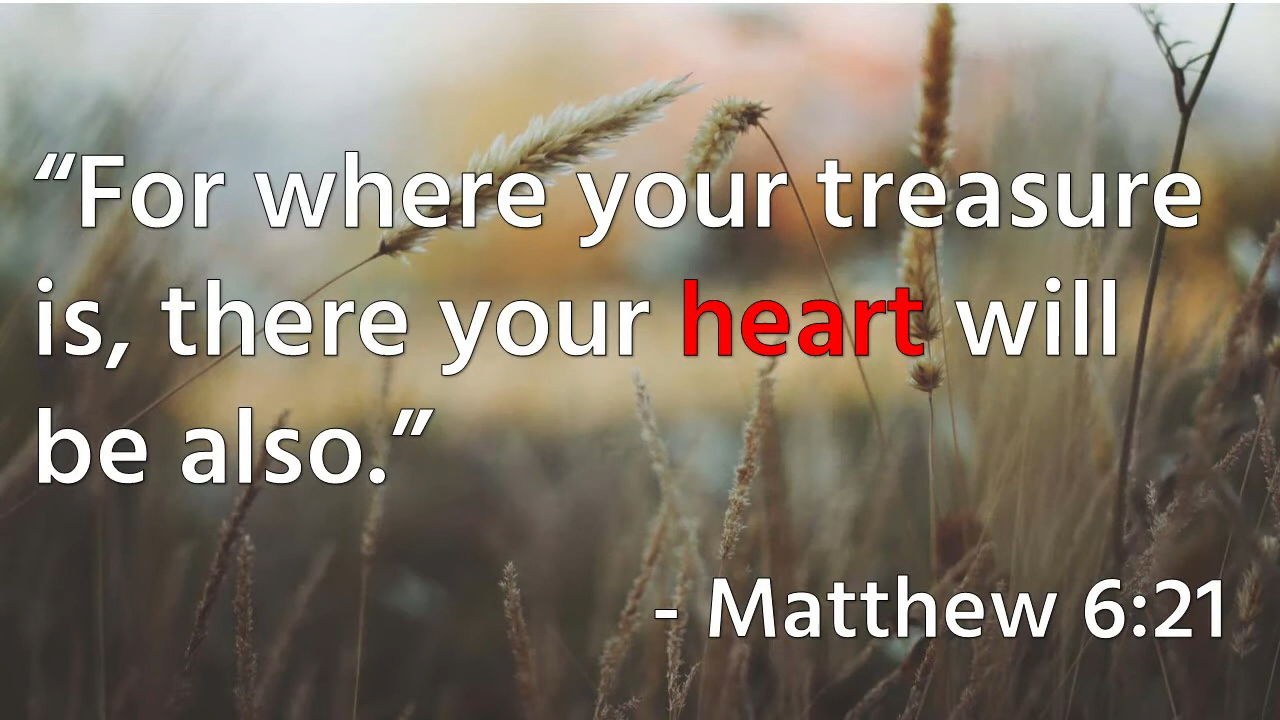 “For where your treasure
is, there your heart will
be also.”
- Matthew 6:21